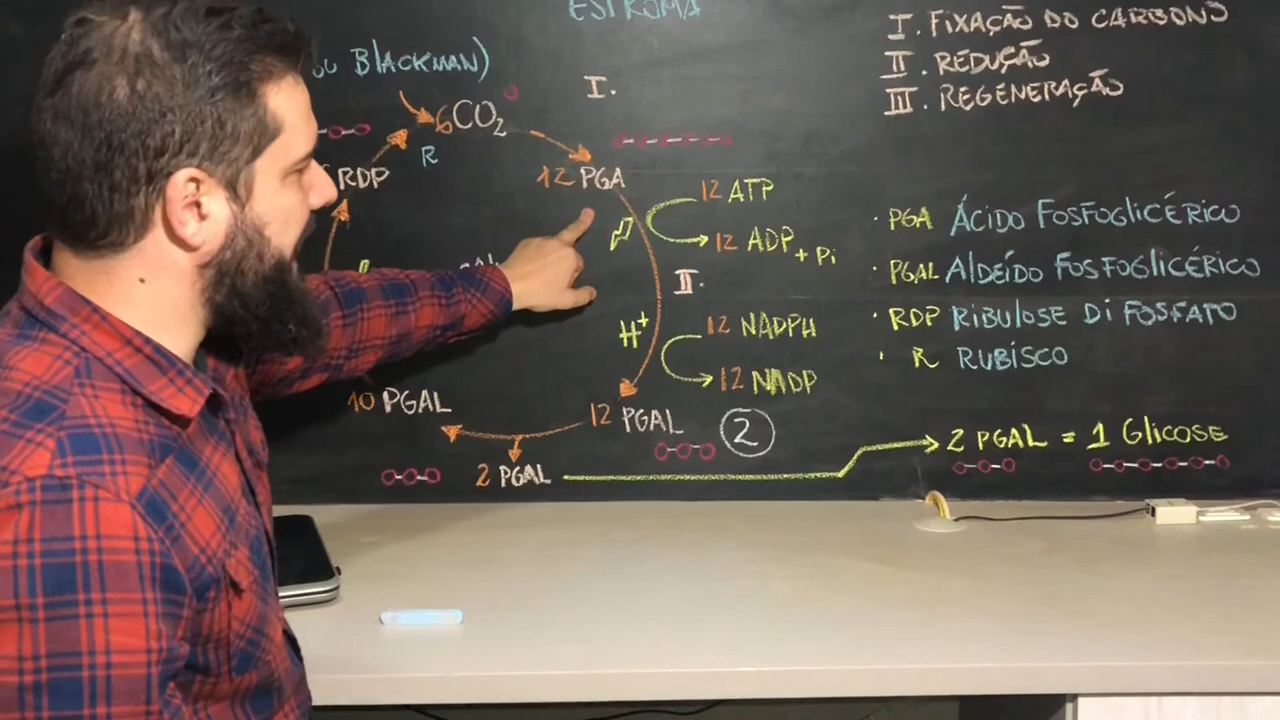 ESTROMA
ou BlACKMAN)
I.
6CO2
R
RDP
12 PGA
12 ATP
12 ADP + Pi
II.
H+
12 NADPH
12 NADP
12 PGAL
2
10 PGAL
2 PGAL
I. FIXAÇÃO DO CARBONO
II. REDUÇÃO
III. REGENERAÇÃO
· PGA ÁCIDO FOSFOGlICÉRICO
· PGAL AlDEÍDO FOSFOGlICÉRICO
· RDP RIBUlOSE Di FOSFATO
· R RUBISCO
2 PGAL = 1 GlICOSE